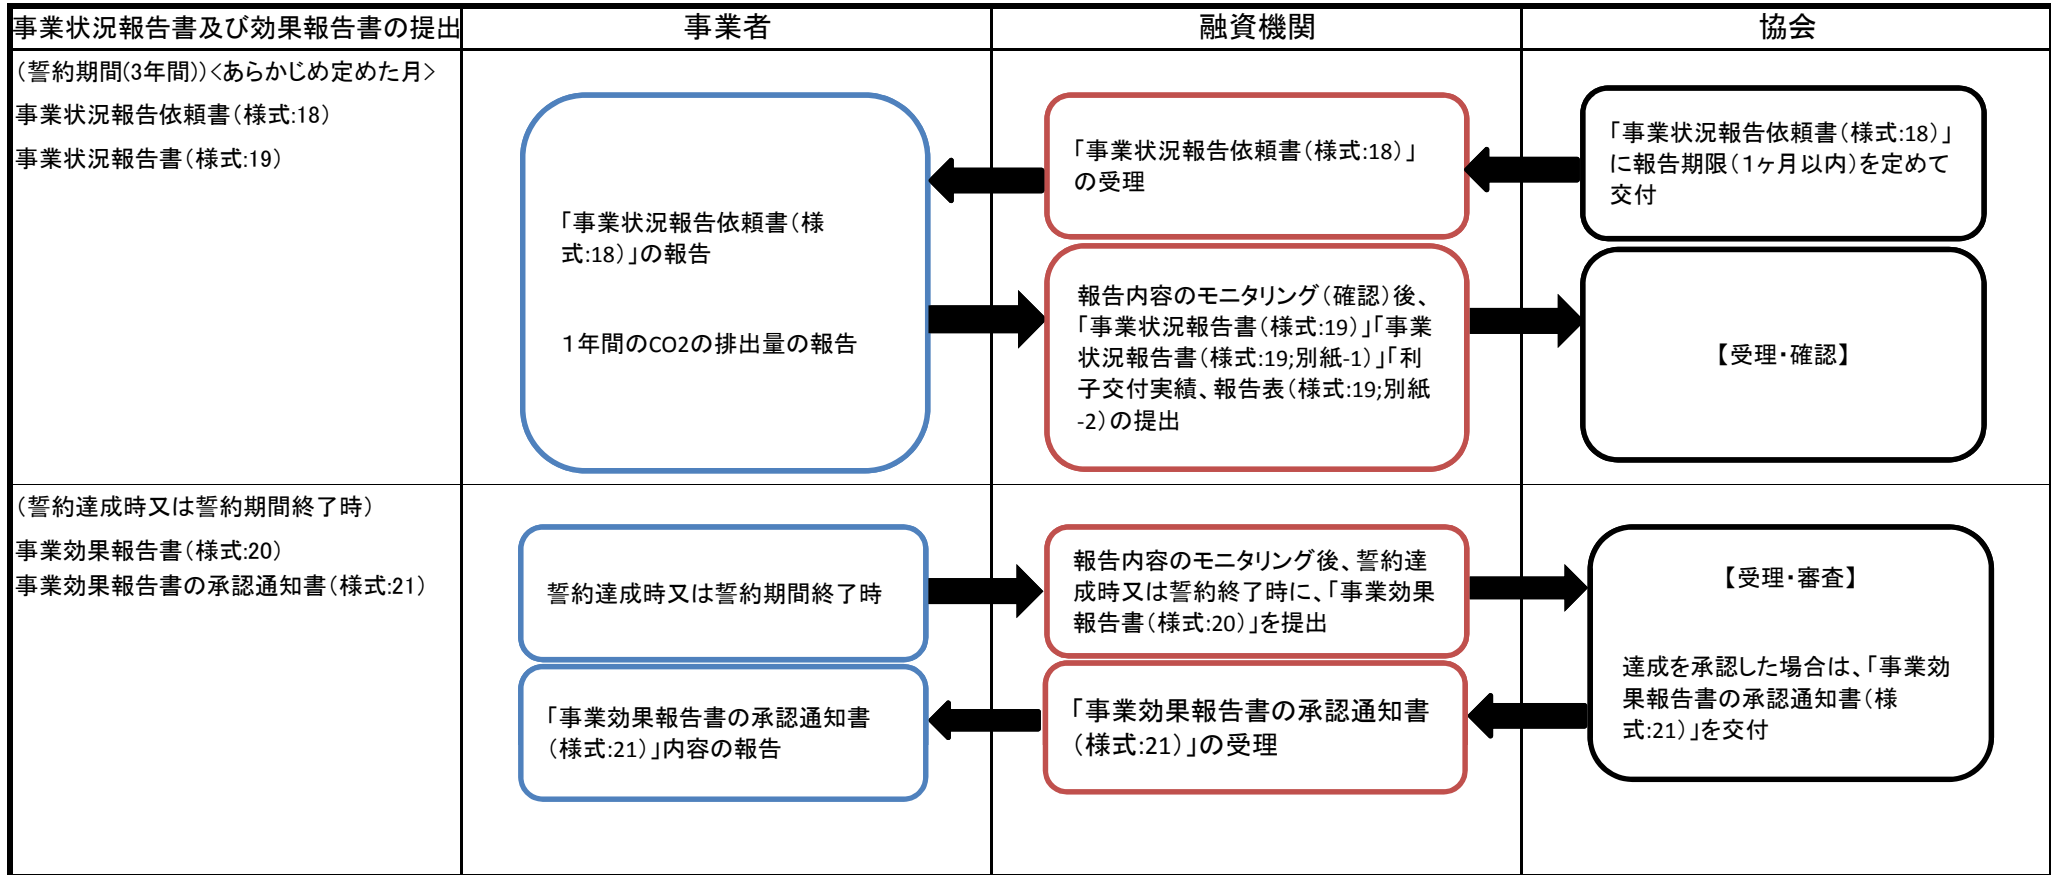 事業状況報告書及び効果報告書の提出
事業者
融資機関
協会
(誓約期間(3年間))<あらかじめ定めた月>
事業状況報告依頼書(様式:18)
事業状況報告書(様式:19)
「事業状況報告依頼書(様
式:18)」の報告
1年間のCO2の排出量の報告
「事業状況報告依頼書(様式:18)」
の受理
「事業状況報告依頼書(様式:18)」
に報告期限(1ヶ月以内)を定めて
交付
報告内容のモニタリング(確認)後、
「事業状況報告書(様式:19)」「事業
状況報告書(様式:19;別紙-1)」「利
子交付実績、報告表(様式:19;別紙
-2)の提出
【受理・確認】
(誓約達成時又は誓約期間終了時)
事業効果報告書(様式:20)
事業効果報告書の承認通知書(様式:21)
誓約達成時又は誓約期間終了時
報告内容のモニタリング後、誓約達
成時又は誓約終了時に、「事業効果
報告書(様式:20)」を提出
【受理・審査】
達成を承認した場合は、「事業効
果報告書の承認通知書(様
式:21)」を交付
「事業効果報告書の承認通知書
(様式:21)」内容の報告
「事業効果報告書の承認通知書
(様式:21)」の受理